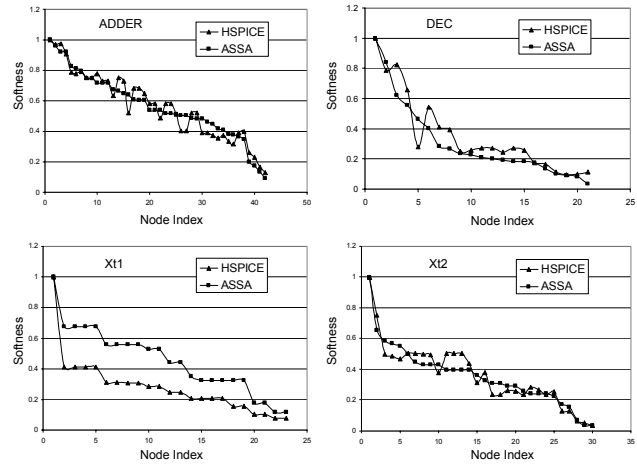 ADDER
HSPICE
ASSA
Softness
1.2
1
0.8
0.6
0.4
0.2
0
0 10 20 30 40 50
Node Index
DEC
HSPICE
ASSA
Softness
1.2
1
0.8
0.6
0.4
0.2
0
0 5 10 15 20 25
Node Index
Xt1
HSPICE
ASSA
Softness
1.2
1
0.8
0.6
0.4
0.2
0
0 5 10 15 20 25
Node Index
Xt2
HSPICE
ASSA
Softness
1.2
1
0.8
0.6
0.4
0.2
0
0 5 10 15 20 25 30 35
Node Index